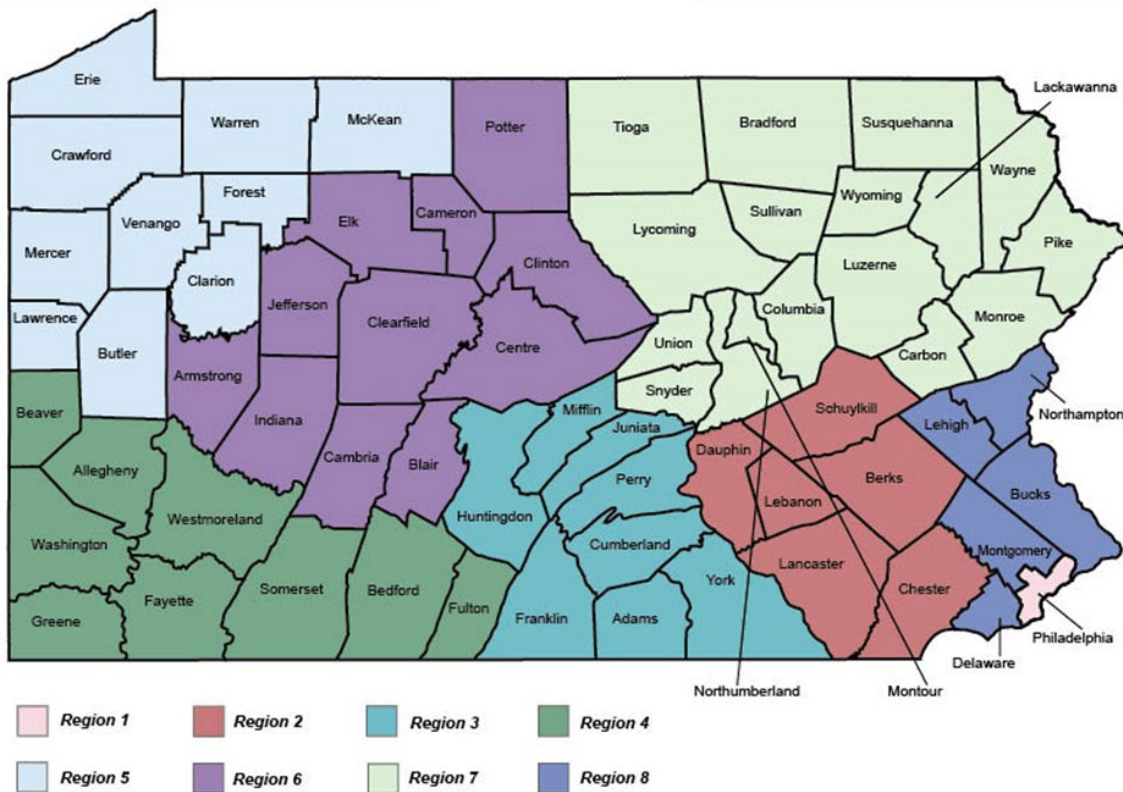 Erie
Warren
McKean
Potter
Tioga
Bradford
Susquehanna
Lackawanna
Crawford
Wayne
Forest
Venango
Elk
Cameron
Wyoming
Sullivan
Mercer
Lycoming
Pike
Clinton
Luzerne
Clarion
Jefferson
Lawrence
Clearfield
Columbia
Monroe
Butler
Centre
Union
Carbon
Armstrong
Snyder
Beaver
Indiana
Mifflin
Schuylkill
Northampton
Juniata
Lehigh
Allegheny
Cambria
Blair
Dauphin
Perry
Berks
Lebanon
Bucks
Westmoreland
Huntingdon
Washington
Cumberland
Montgomery
Lancaster
York
Somerset
Bedford
Chester
Fayette
Fulton
Greene
Franklin
Adams
Philadelphia
Delaware
Northumberland
Montour
Region 1
Region 2
Region 3
Region 4
Region 5
Region 6
Region 7
Region 8